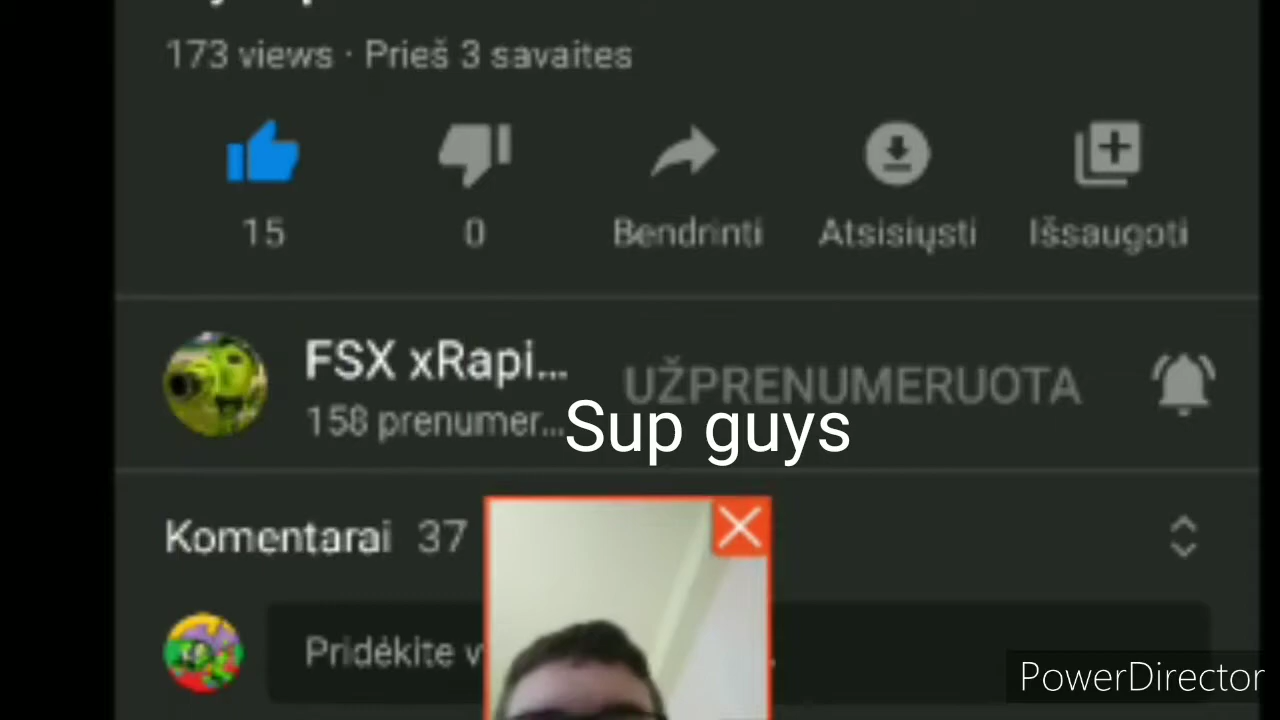 173 views · Prieš 3 savaites
15
0
Bendrinti
Atsisiųsti
Išsaugoti
FSX xRapi...
UŽPRENUMERUOTA
158 prenumer...
Sup guys
Komentarai 37
Pridėkite
PowerDirector